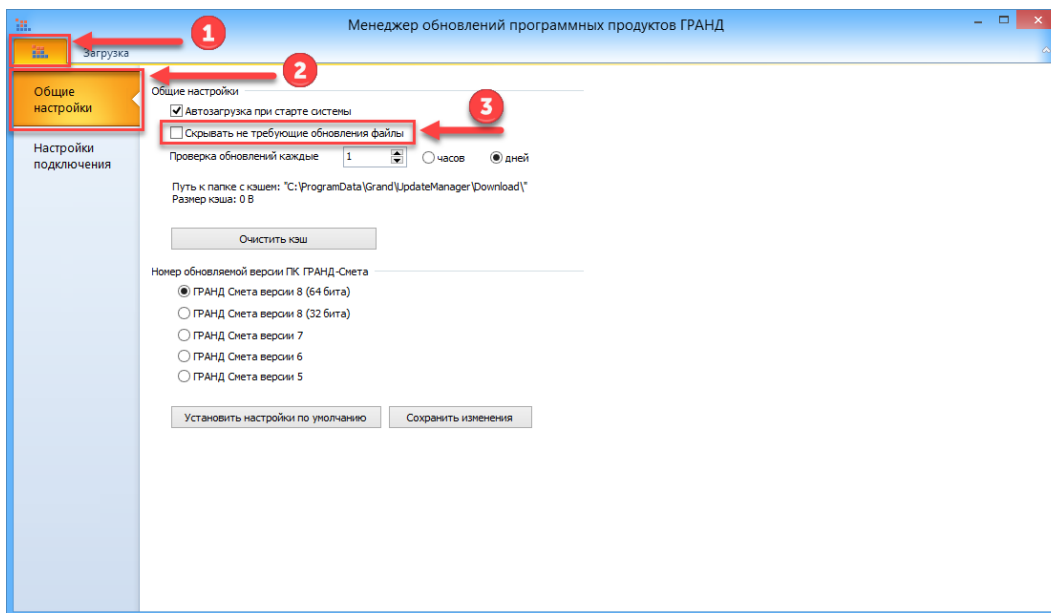 Менеджер обновлений программных продуктов ГРАНД
1
Загрузка
2
Общие
настройки
Настройки
подключения
Общие настройки
Автозагрузка при старте системы
3
Скрывать не требующие обновления файлы
Проверка обновлений каждые 1 часов дней
Путь к папке с кэшем: "C:\ProgramData\Grand\UpdateManager\Download\"
Размер кэша: 0 B
Очистить кэш
Номер обновляемой версии ПК ГРАНД-Смета
ГРАНД Смета версии 8 (64 бита)
ГРАНД Смета версии 8 (32 бита)
ГРАНД Смета версии 7
ГРАНД Смета версии 6
ГРАНД Смета версии 5
Установить настройки по умолчанию Сохранить изменения